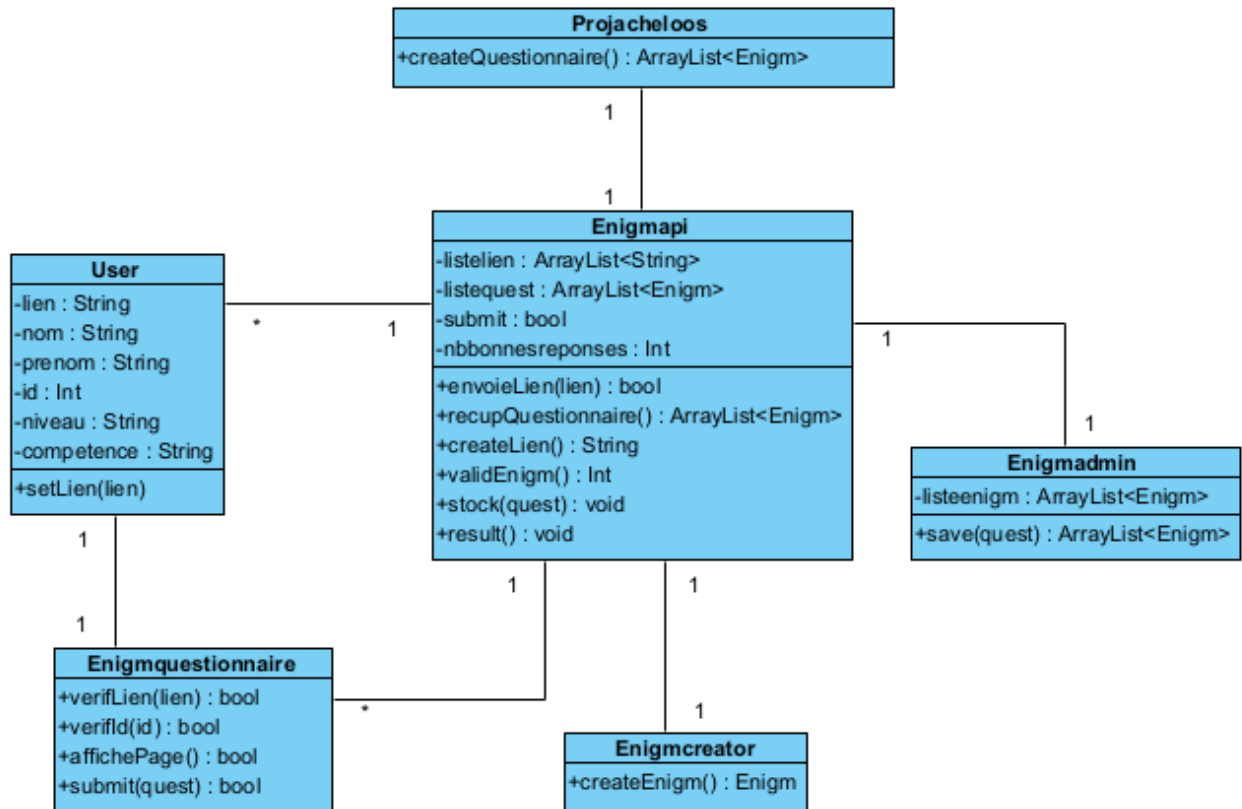 Projacheloos
+createQuestionnaire() : ArrayList<Enigm>
1
1
Enigmapi
-listelien : ArrayList<String>
-listequest : ArrayList<Enigm>
-submit : bool
-nbbonnesreponses : Int
+envoieLien(lien) : bool
+recupQuestionnaire() : ArrayList<Enigm>
+createLien() : String
+validEnigm() : Int
+stock(quest) : void
+result() : void
User
-lien : String
-nom : String
-prenom : String
-id : Int
-niveau : String
-competence : String
+setLien(lien)
*
1
1
1
Enigmadmin
-listeenigm : ArrayList<Enigm>
+save(quest) : ArrayList<Enigm>
1
1
Enigmquestionnaire
+verifLien(lien) : bool
+verifId(id) : bool
+affichePage() : bool
+submit(quest) : bool
1
*
1
1
Enigmcreator
+createEnigm() : Enigm